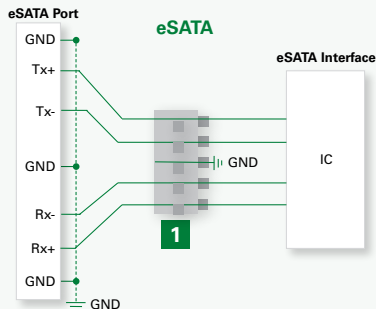 eSATA Port
eSATA
eSATA Interface
GND
Tx+
Tx-
GND
Rx-
Rx+
GND
GND
1
IC
GND